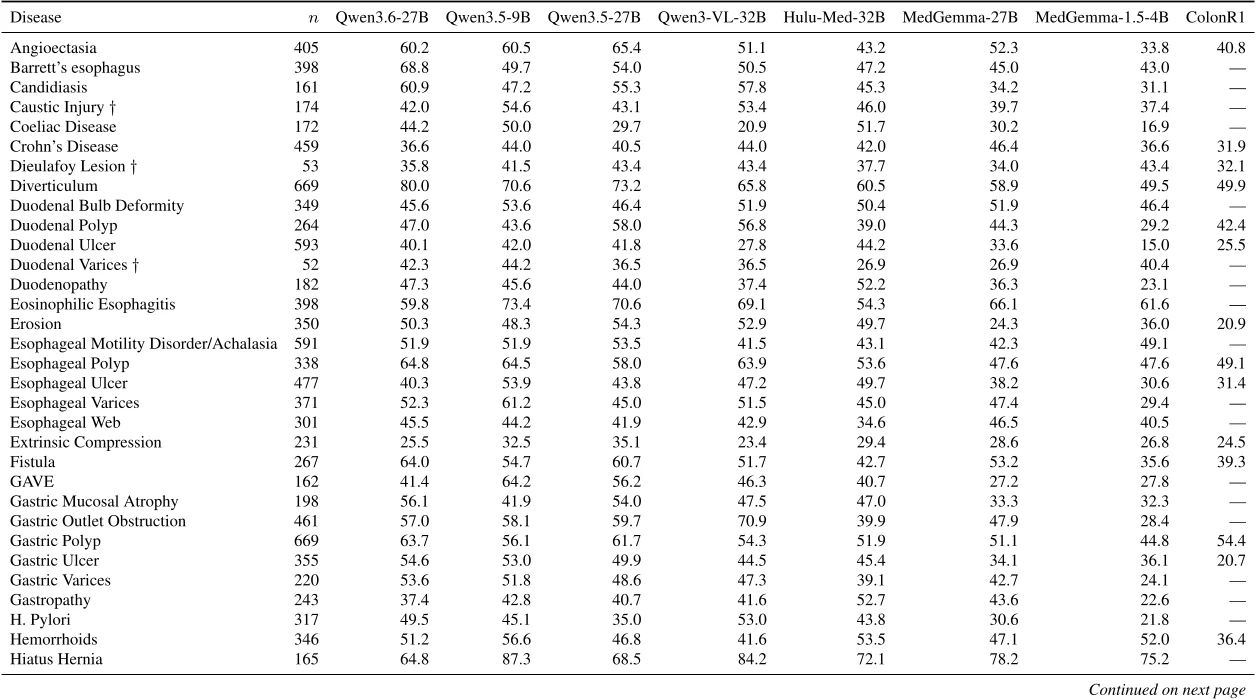 Disease n Qwen3.6-27B Qwen3.5-9B Qwen3.5-27B Qwen3-VL-32B Hulu-Med-32B MedGemma-27B MedGemma-1.5-4B ColonR1
Angioectasia 405 60.2 60.5 65.4 51.1 43.2 52.3 33.8 40.8
Barrett’s esophagus 398 68.8 49.7 54.0 50.5 47.2 45.0 43.0 —
Candidiasis 161 60.9 47.2 55.3 57.8 45.3 34.2 31.1 —
Caustic Injury † 174 42.0 54.6 43.1 53.4 46.0 39.7 37.4 —
Coeliac Disease 172 44.2 50.0 29.7 20.9 51.7 30.2 16.9 —
Crohn’s Disease 459 36.6 44.0 40.5 44.0 42.0 46.4 36.6 31.9
Dieulafoy Lesion † 53 35.8 41.5 43.4 43.4 37.7 34.0 43.4 32.1
Diverticulum 669 80.0 70.6 73.2 65.8 60.5 58.9 49.5 49.9
Duodenal Bulb Deformity 349 45.6 53.6 46.4 51.9 50.4 51.9 46.4 —
Duodenal Polyp 264 47.0 43.6 58.0 56.8 39.0 44.3 29.2 42.4
Duodenal Ulcer 593 40.1 42.0 41.8 27.8 44.2 33.6 15.0 25.5
Duodenal Varices † 52 42.3 44.2 36.5 36.5 26.9 26.9 40.4 —
Duodenopathy 182 47.3 45.6 44.0 37.4 52.2 36.3 23.1 —
Eosinophilic Esophagitis 398 59.8 73.4 70.6 69.1 54.3 66.1 61.6 —
Erosion 350 50.3 48.3 54.3 52.9 49.7 24.3 36.0 20.9
Esophageal Motility Disorder/Achalasia 591 51.9 51.9 53.5 41.5 43.1 42.3 49.1 —
Esophageal Polyp 338 64.8 64.5 58.0 63.9 53.6 47.6 47.6 49.1
Esophageal Ulcer 477 40.3 53.9 43.8 47.2 49.7 38.2 30.6 31.4
Esophageal Varices 371 52.3 61.2 45.0 51.5 45.0 47.4 29.4 —
Esophageal Web 301 45.5 44.2 41.9 42.9 34.6 46.5 40.5 —
Extrinsic Compression 231 25.5 32.5 35.1 23.4 29.4 28.6 26.8 24.5
Fistula 267 64.0 54.7 60.7 51.7 42.7 53.2 35.6 39.3
GAVE 162 41.4 64.2 56.2 46.3 40.7 27.2 27.8 —
Gastric Mucosal Atrophy 198 56.1 41.9 54.0 47.5 47.0 33.3 32.3 —
Gastric Outlet Obstruction 461 57.0 58.1 59.7 70.9 39.9 47.9 28.4 —
Gastric Polyp 669 63.7 56.1 61.7 54.3 51.9 51.1 44.8 54.4
Gastric Ulcer 355 54.6 53.0 49.9 44.5 45.4 34.1 36.1 20.7
Gastric Varices 220 53.6 51.8 48.6 47.3 39.1 42.7 24.1 —
Gastropathy 243 37.4 42.8 40.7 41.6 52.7 43.6 22.6 —
H. Pylori 317 49.5 45.1 35.0 53.0 43.8 30.6 21.8 —
Hemorrhoids 346 51.2 56.6 46.8 41.6 53.5 47.1 52.0 36.4
Hiatus Hernia 165 64.8 87.3 68.5 84.2 72.1 78.2 75.2 —
Continued on next page